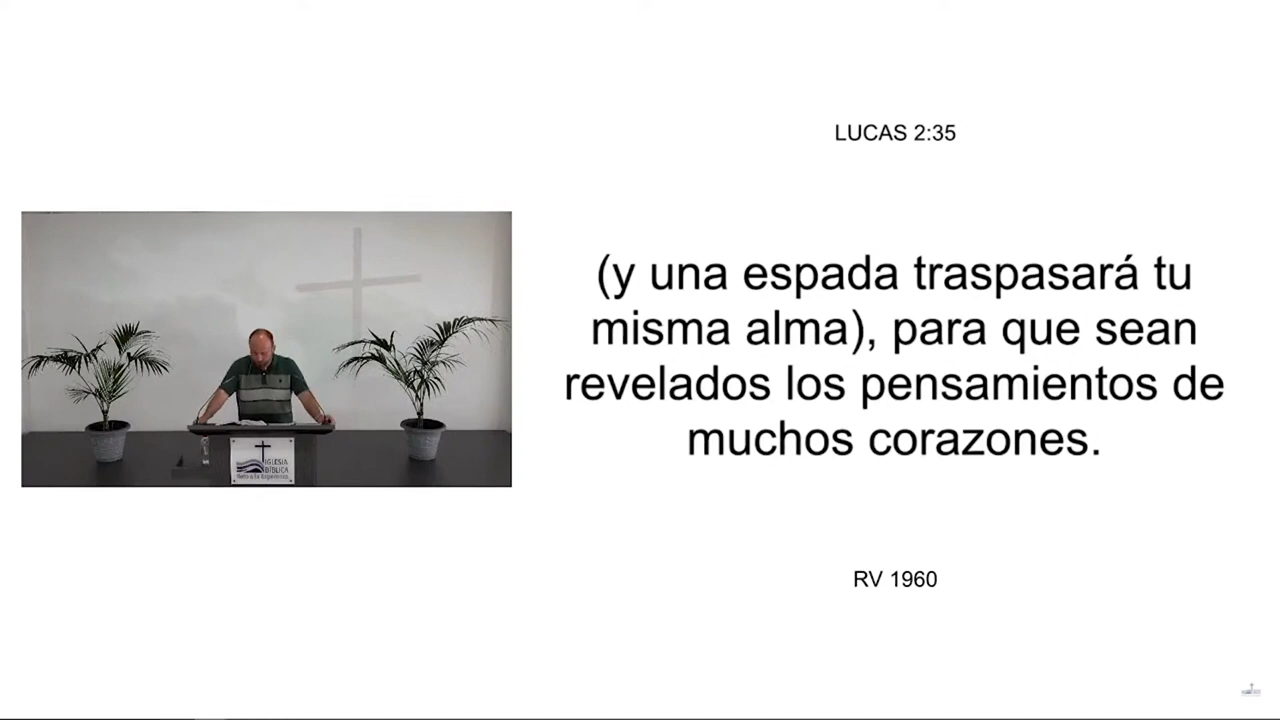 LUCAS 2:35
(y una espada traspasará tu
misma alma), para que sean
revelados los pensamientos de
muchos corazones.
RV 1960
IGLESIA
BÍBLICA